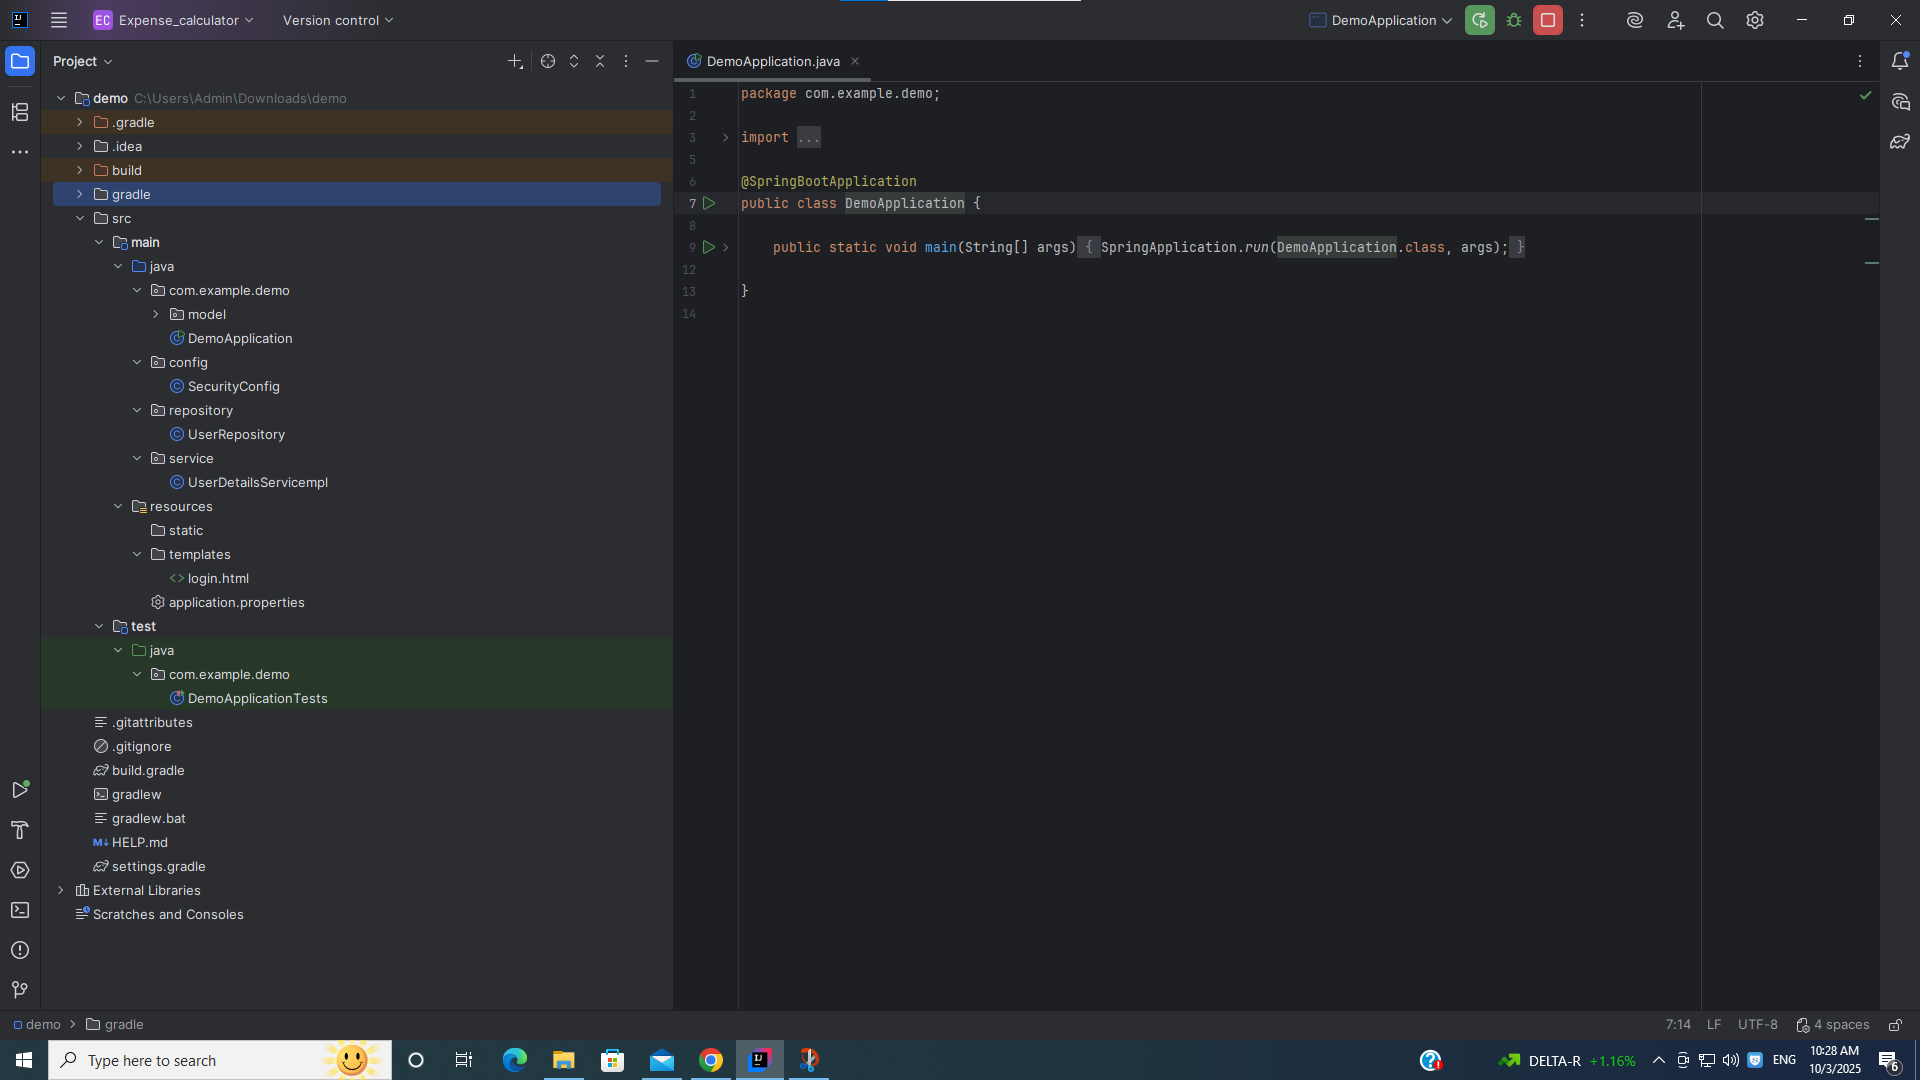 EC Expense_calculator
Version control
DemoApplication
Project
DemoApplication.java
demo C:\Users\Admin\Downloads\demo
.gradle
.idea
build
gradle
src
main
java
com.example.demo
model
DemoApplication
config
SecurityConfig
repository
UserRepository
service
UserDetailsServicempl
resources
static
templates
login.html
application.properties
test
java
com.example.demo
DemoApplicationTests
.gitattributes
.gitignore
build.gradle
gradlew
gradlew.bat
M↓ HELP.md
settings.gradle
External Libraries
Scratches and Consoles
1 package com.example.demo;
2
3 import ...
5
6 @SpringBootApplication
7 public class DemoApplication {
8
9 public static void main(String[] args) { SpringApplication.run(DemoApplication.class, args); }
12
13 }
14
demo > gradle
7:14 LF UTF-8 4 spaces
Type here to search
DELTA-R +1.16%
ENG
10:28 AM
10/3/2025
6